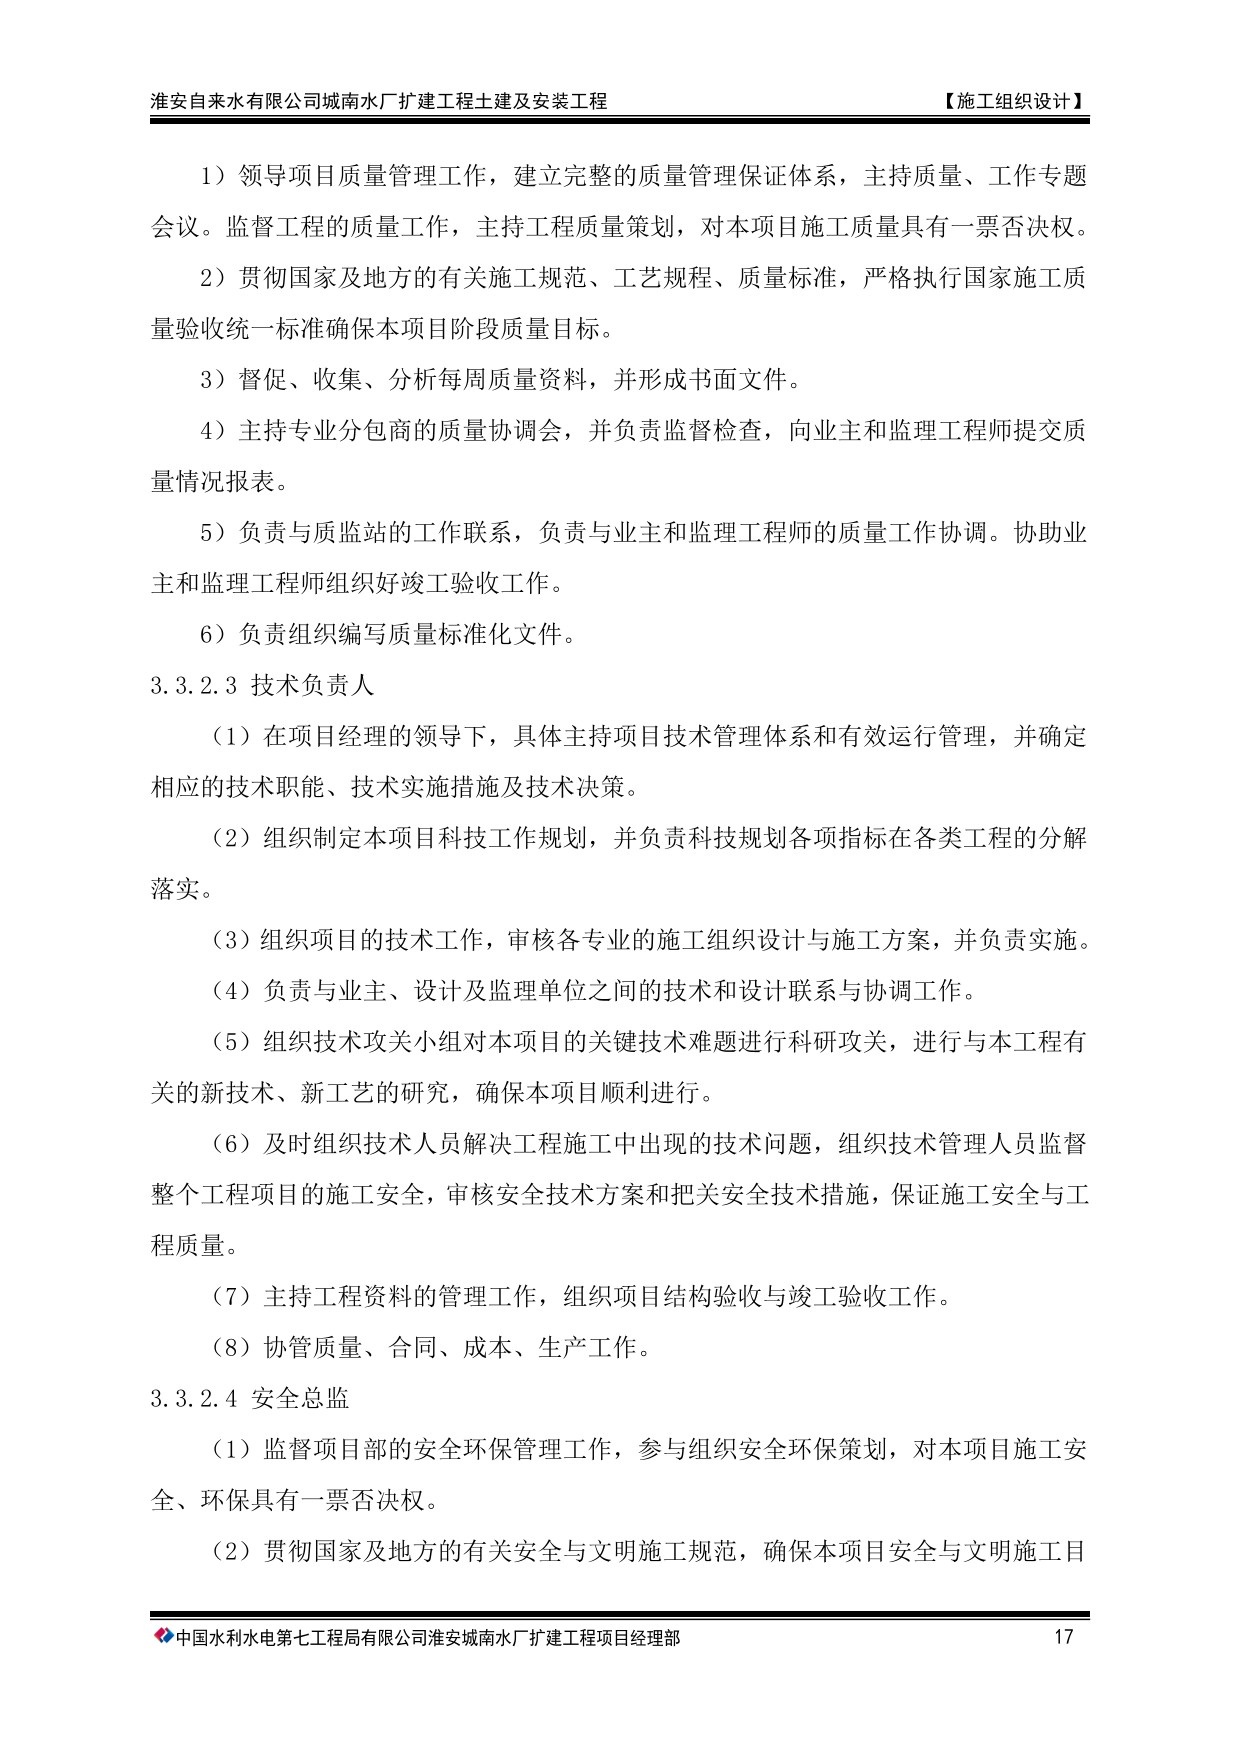 淮安自来水有限公司城南水厂扩建工程土建及安装工程 【施工组织设计】
1）领导项目质量管理工作，建立完整的质量管理保证体系，主持质量、工作专题
会议。监督工程的质量工作，主持工程质量策划，对本项目施工质量具有一票否决权。
2）贯彻国家及地方的有关施工规范、工艺规程、质量标准，严格执行国家施工质
量验收统一标准确保本项目阶段质量目标。
3）督促、收集、分析每周质量资料，并形成书面文件。
4）主持专业分包商的质量协调会，并负责监督检查，向业主和监理工程师提交质
量情况报表。
5）负责与质监站的工作联系，负责与业主和监理工程师的质量工作协调。协助业
主和监理工程师组织好竣工验收工作。
6）负责组织编写质量标准化文件。
3.3.2.3 技术负责人
（1）在项目经理的领导下，具体主持项目技术管理体系和有效运行管理，并确定
相应的技术职能、技术实施措施及技术决策。
（2）组织制定本项目科技工作规划，并负责科技规划各项指标在各类工程的分解
落实。
（3）组织项目的技术工作，审核各专业的施工组织设计与施工方案，并负责实施。
（4）负责与业主、设计及监理单位之间的技术和设计联系与协调工作。
（5）组织技术攻关小组对本项目的关键技术难题进行科研攻关，进行与本工程有
关的新技术、新工艺的研究，确保本项目顺利进行。
（6）及时组织技术人员解决工程施工中出现的技术问题，组织技术管理人员监督
整个工程项目的施工安全，审核安全技术方案和把关安全技术措施，保证施工安全与工
程质量。
（7）主持工程资料的管理工作，组织项目结构验收与竣工验收工作。
（8）协管质量、合同、成本、生产工作。
3.3.2.4 安全总监
（1）监督项目部的安全环保管理工作，参与组织安全环保策划，对本项目施工安
全、环保具有一票否决权。
（2）贯彻国家及地方的有关安全与文明施工规范，确保本项目安全与文明施工目
中国水利水电第七工程局有限公司淮安城南水厂扩建工程项目经理部 17